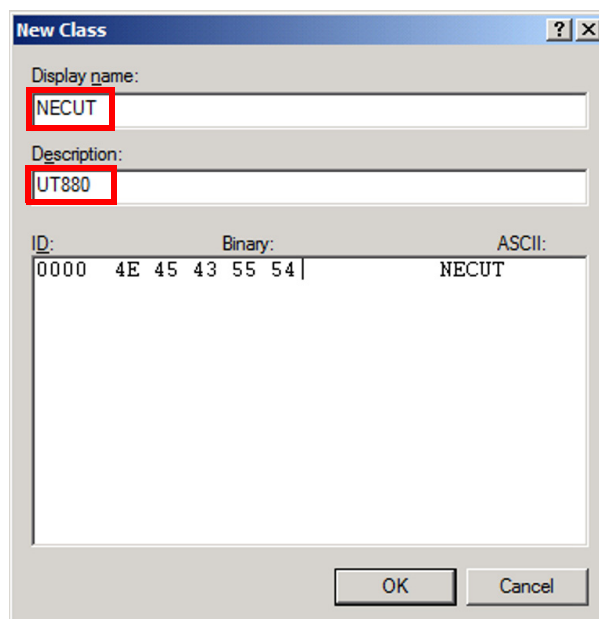 New Class
Display name:
NECUT
Description:
UT880
ID: Binary: ASCII:
0000 4E 45 43 55 54 NECUT
OK Cancel